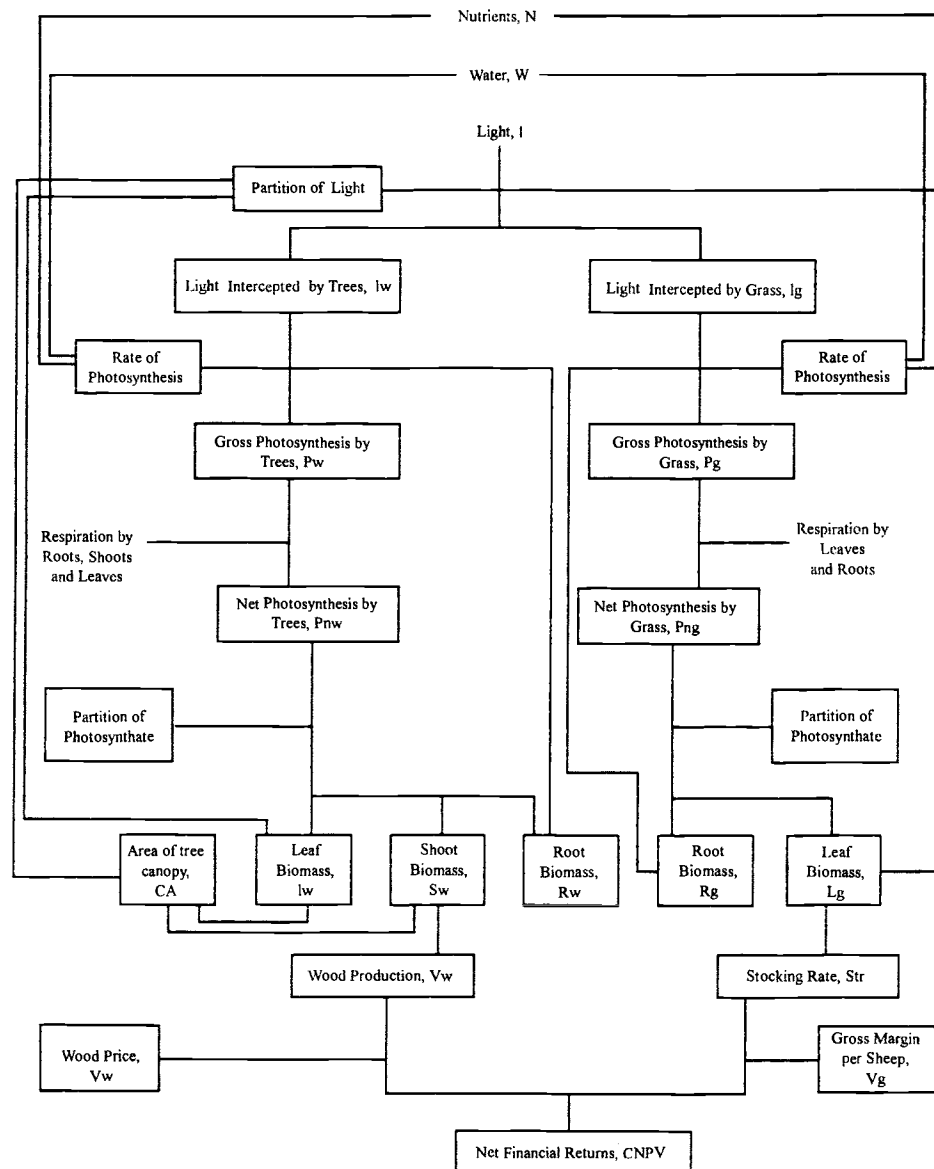 Nutrients, N
Water, W
Light, I
Partition of Light
Light Intercepted by Trees, lw
Light Intercepted by Grass, lg
Rate of
Photosynthesis
Rate of
Photosynthesis
Gross Photosynthesis by
Trees, Pw
Gross Photosynthesis by
Grass, Pg
Respiration by
Roots, Shoots
and Leaves
Respiration by
Leaves
and Roots
Net Photosynthesis by
Trees, Pnw
Net Photosynthesis by
Grass, Png
Partition of
Photosynthate
Partition of
Photosynthate
Area of tree
canopy,
CA
Leaf
Biomass,
lw
Shoot
Biomass,
Sw
Root
Biomass,
Rw
Root
Biomass,
Rg
Leaf
Biomass,
Lg
Wood Production, Vw
Stocking Rate, Str
Wood Price,
Vw
Gross Margin
per Sheep,
Vg
Net Financial Returns, CNPV